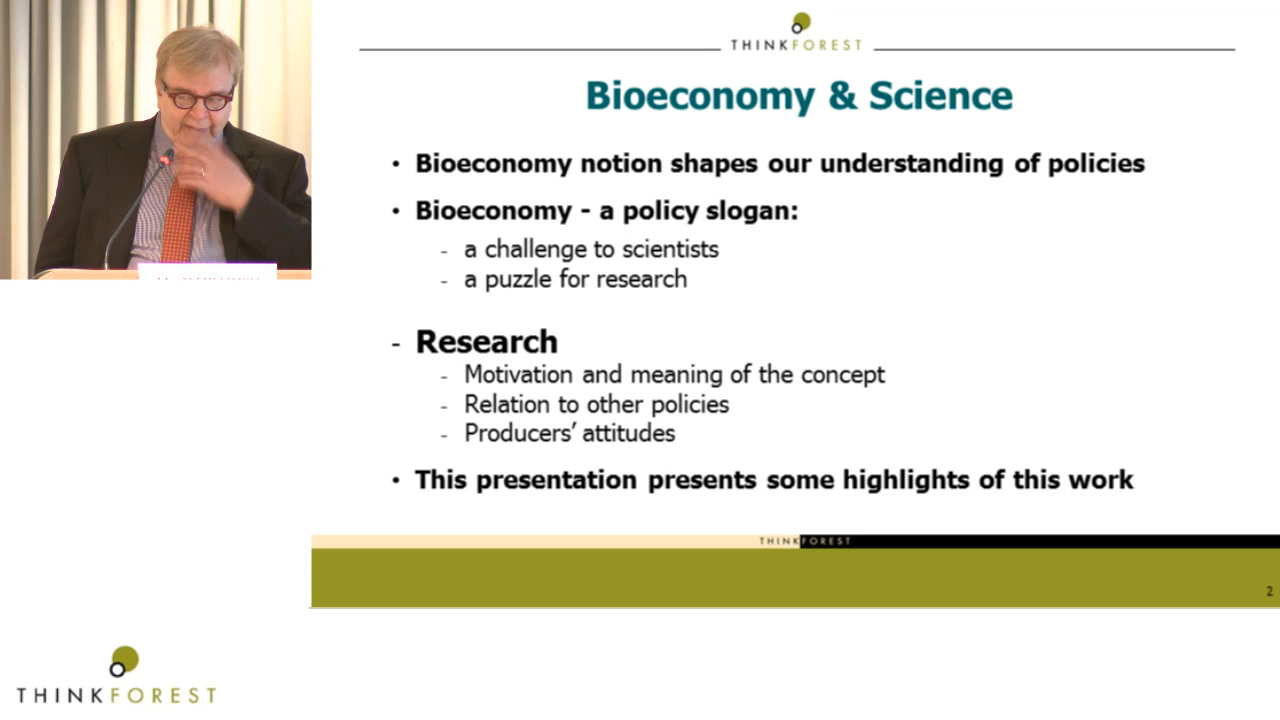 THINKFOREST
Bioeconomy & Science
• Bioeconomy notion shapes our understanding of policies
• Bioeconomy - a policy slogan:
- a challenge to scientists
- a puzzle for research
- Research
- Motivation and meaning of the concept
- Relation to other policies
- Producers’ attitudes
• This presentation presents some highlights of this work
THINKFOREST
2
THINKFOREST